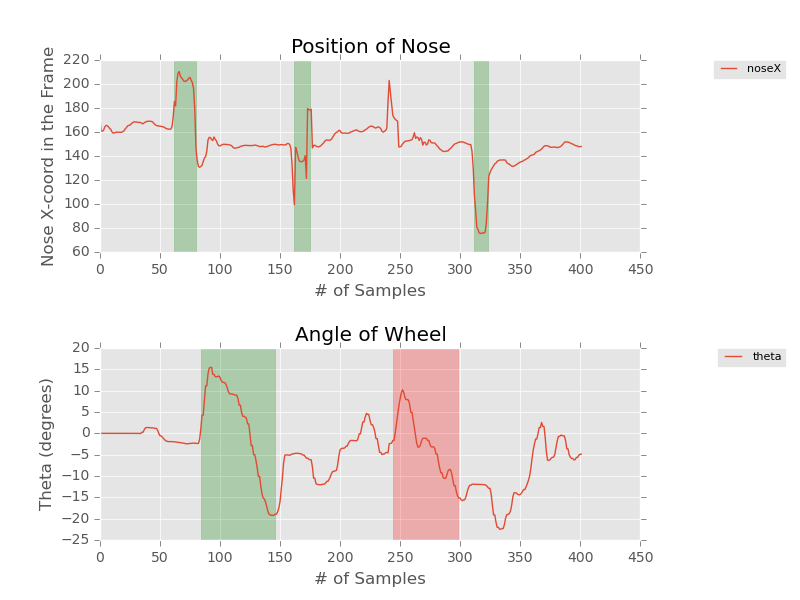 Position of Nose
Nose X-coord in the Frame
220
200
180
160
140
120
100
80
60
0 50 100 150 200 250 300 350 400 450
# of Samples
noseX
Angle of Wheel
Theta (degrees)
20
15
10
5
0
−5
−10
−15
−20
−25
0 50 100 150 200 250 300 350 400 450
# of Samples
theta